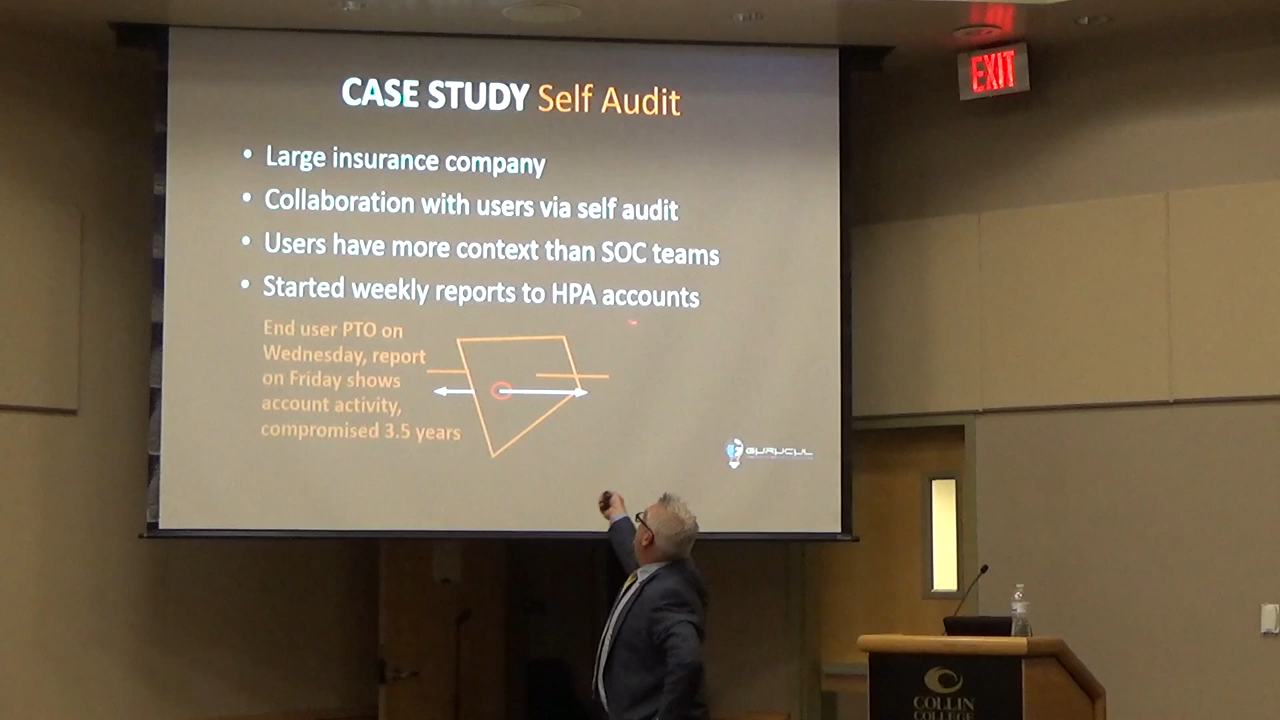 CASE STUDY Self Audit
• Large insurance company
• Collaboration with users via self audit
• Users have more context than SOC teams
• Started weekly reports to HPA accounts
End user PTO on
Wednesday, report
on Friday shows
account activity,
compromised 3.5 years
GURUCUL
EXIT
COLLIN
COLLEGE